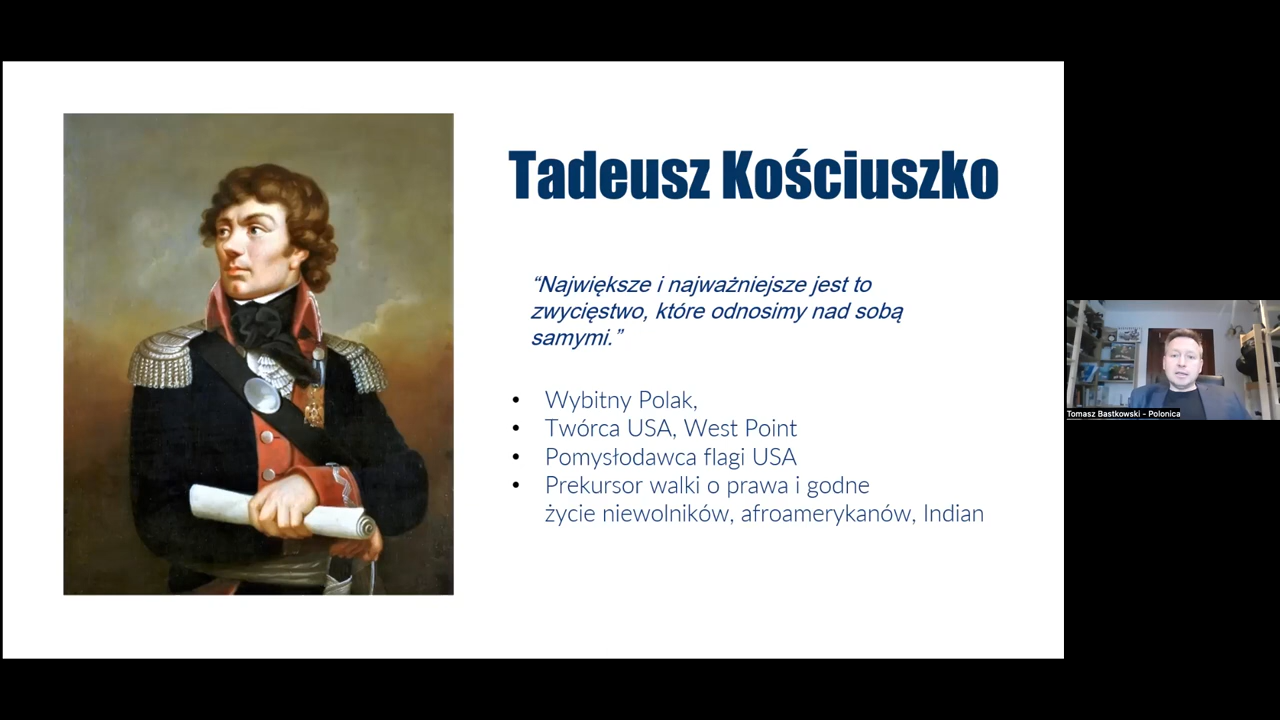 Tadeusz Kościuszko
“Największe i najważniejsze jest to
zwycięstwo, które odnosimy nad sobą
samymi.”
• Wybitny Polak,
• Twórca USA, West Point
• Pomysłodawca flagi USA
• Prekursor walki o prawa i godne
życie niewolników, afroamerykanów, Indian
Tomasz Bastkowski - Polonica